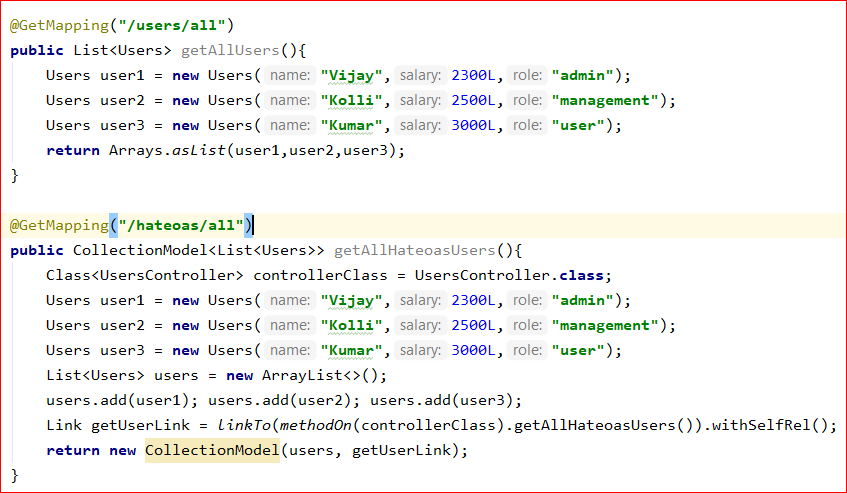 @GetMapping("/users/all")
public List<Users> getAllUsers(){
    Users user1 = new Users( name: "Vijay", salary: 2300L, role: "admin");
    Users user2 = new Users( name: "Kolli", salary: 2500L, role: "management");
    Users user3 = new Users( name: "Kumar", salary: 3000L, role: "user");
    return Arrays.asList(user1,user2,user3);
}
@GetMapping("/hateoas/all")
public CollectionModel<List<Users>> getAllHateoasUsers(){
    Class<UsersController> controllerClass = UsersController.class;
    Users user1 = new Users( name: "Vijay", salary: 2300L, role: "admin");
    Users user2 = new Users( name: "Kolli", salary: 2500L, role: "management");
    Users user3 = new Users( name: "Kumar", salary: 3000L, role: "user");
    List<Users> users = new ArrayList<>();
    users.add(user1); users.add(user2); users.add(user3);
    Link getUserLink = linkTo(methodOn(controllerClass).getAllHateoasUsers()).withSelfRel();
    return new CollectionModel(users, getUserLink);
}